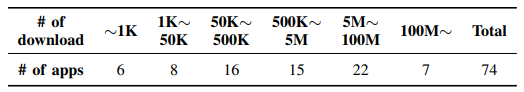 # of download ∼1K 1K∼ 50K 50K∼ 500K 500K∼ 5M 5M∼ 100M 100M∼ Total
# of apps 6 8 16 15 22 7 74